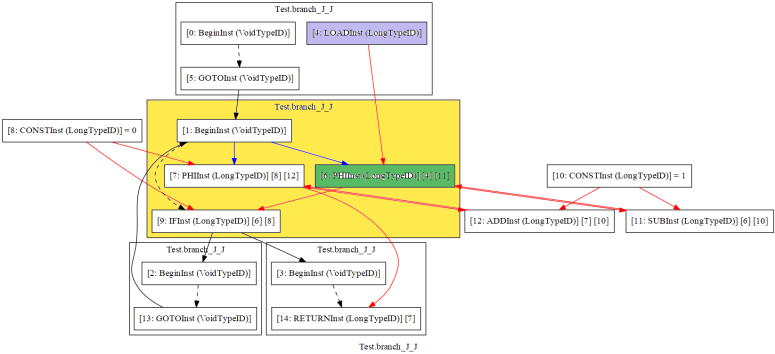 Test.branch_J_J
[0: BeginInst (VoidTypeID)]
[4: LOADInst (LongTypeID)]
[5: GOTOInst (VoidTypeID)]
Test.branch_J_J
[8: CONSTInst (LongTypeID)] = 0
[1: BeginInst (VoidTypeID)]
[7: PHIInst (LongTypeID)] [8] [12]
[6: PHIInst (LongTypeID)] [4] [11]
[10: CONSTInst (LongTypeID)] = 1
[9: IFInst (LongTypeID)] [6] [8]
[12: ADDInst (LongTypeID)] [7] [10]
[11: SUBInst (LongTypeID)] [6] [10]
Test.branch_J_J
Test.branch_J_J
[2: BeginInst (VoidTypeID)]
[3: BeginInst (VoidTypeID)]
[13: GOTOInst (VoidTypeID)]
[14: RETURNInst (LongTypeID)] [7]
Test.branch_J_J